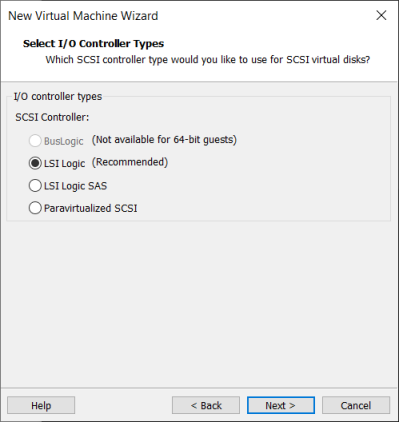 New Virtual Machine Wizard
Select I/O Controller Types
Which SCSI controller type would you like to use for SCSI virtual disks?
I/O controller types
SCSI Controller:
BusLogic (Not available for 64-bit guests)
LSI Logic (Recommended)
LSI Logic SAS
Paravirtualized SCSI
Help < Back Next > Cancel